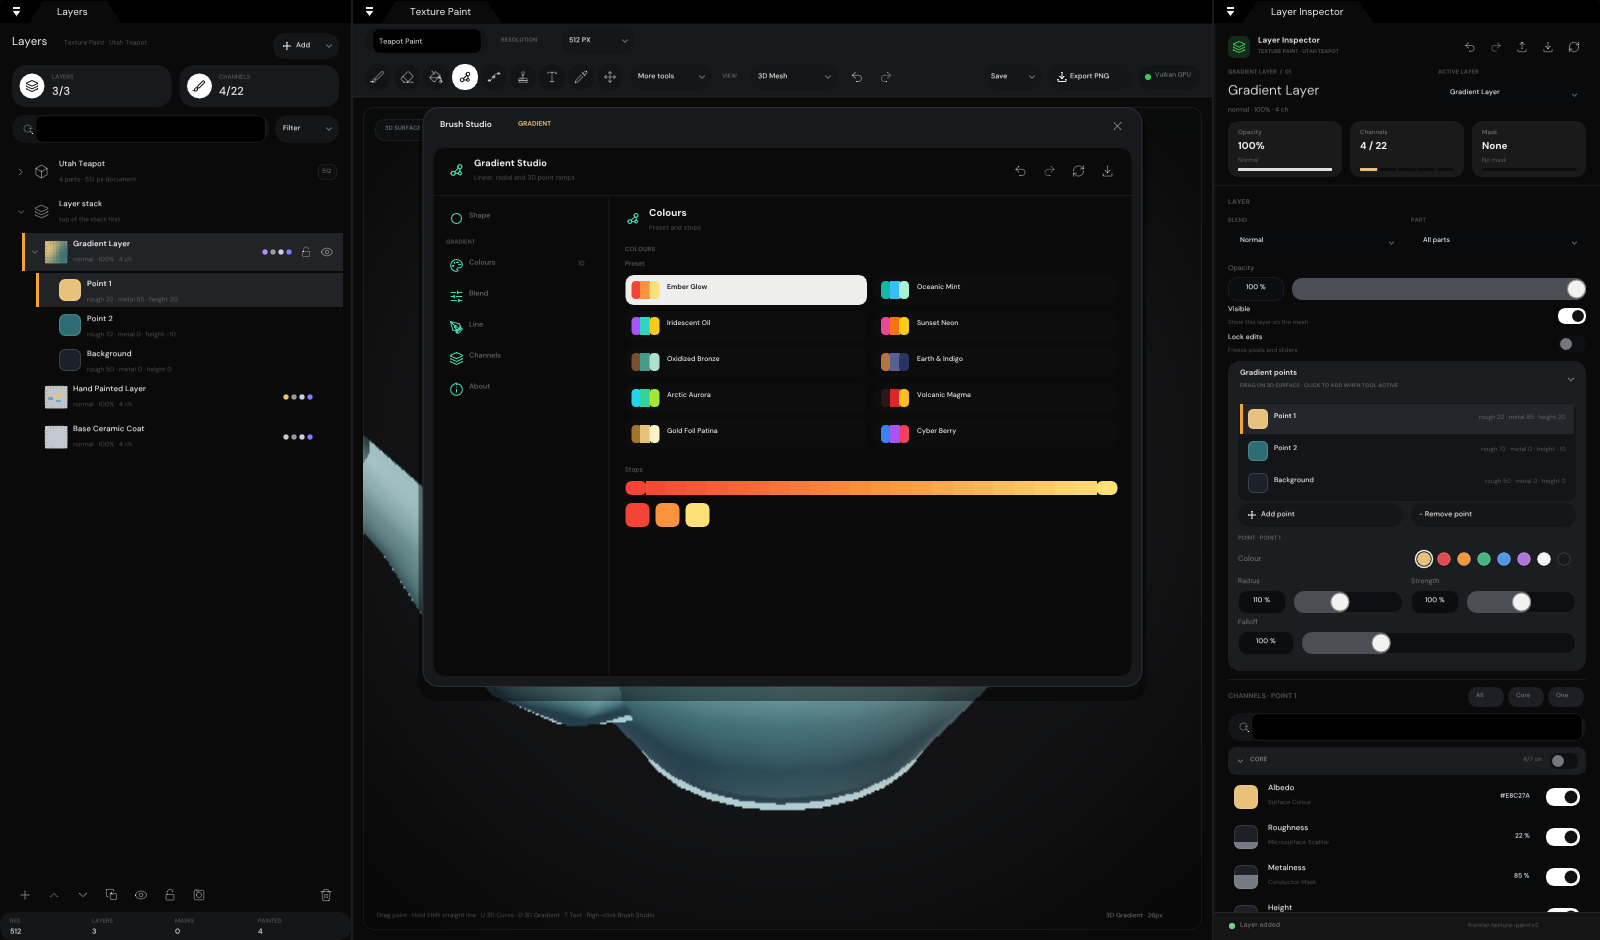 Layers
Layers
Texture Paint · Utah Teapot
Add
LAYERS
3/3
CHANNELS
4/22
Filter
Utah Teapot
4 parts · 512 px document
512
Layer stack
top of the stack first
Gradient Layer
normal · 100% · 4 ch
Point 1
rough 22 · metal 85 · height 20
Point 2
rough 72 · metal 0 · height -10
Background
rough 50 · metal 0 · height 0
Hand Painted Layer
normal · 100% · 4 ch
Base Ceramic Coat
normal · 100% · 4 ch
RES
512
LAYERS
3
MASKS
0
PAINTED
4
Texture Paint
Teapot Paint
RESOLUTION
512 PX
More tools
VIEW
3D Mesh
Save
Export PNG
Vulkan GPU
3D SURFACE
Brush Studio
GRADIENT
Gradient Studio
Linear, radial and 3D point ramps
Shape
GRADIENT
Colours
10
Blend
Line
Channels
About
Colours
Preset and stops
COLOURS
Preset
Ember Glow
Oceanic Mint
Iridescent Oil
Sunset Neon
Oxidized Bronze
Earth & Indigo
Arctic Aurora
Volcanic Magma
Gold Foil Patina
Cyber Berry
Stops
Drag paint · Hold Shift straight line · U 3D Curve · D 3D Gradient · T Text · Righ-click Brush Studio
3D Gradient · 26px
Layer Inspector
Layer Inspector
TEXTURE PAINT · UTAH TEAPOT
GRADIENT LAYER / 01
Gradient Layer
normal · 100% · 4 ch
ACTIVE LAYER
Gradient Layer
Opacity
100%
Normal
Channels
4 / 22
Mask
None
No mask
LAYER
BLEND
Normal
PART
All parts
Opacity
100 %
Visible
Show this layer on the mesh
Lock edits
Freeze pixels and sliders
Gradient points
DRAG ON 3D SURFACE · CLICK TO ADD WHEN TOOL ACTIVE
Point 1
rough 22 · metal 85 · height 20
Point 2
rough 72 · metal 0 · height -10
Background
rough 50 · metal 0 · height 0
Add point
- Remove point
POINT · POINT 1
Colour
Radius
110 %
Strength
100 %
Falloff
100 %
CHANNELS · POINT 1
All
Core
One
CORE
4/7 on
Albedo
Surface Colour
#E8C27A
Roughness
Microsurface Scatter
22 %
Metalness
Conductor Mask
85 %
Height
Layer added
frontier.texture-paint.v3